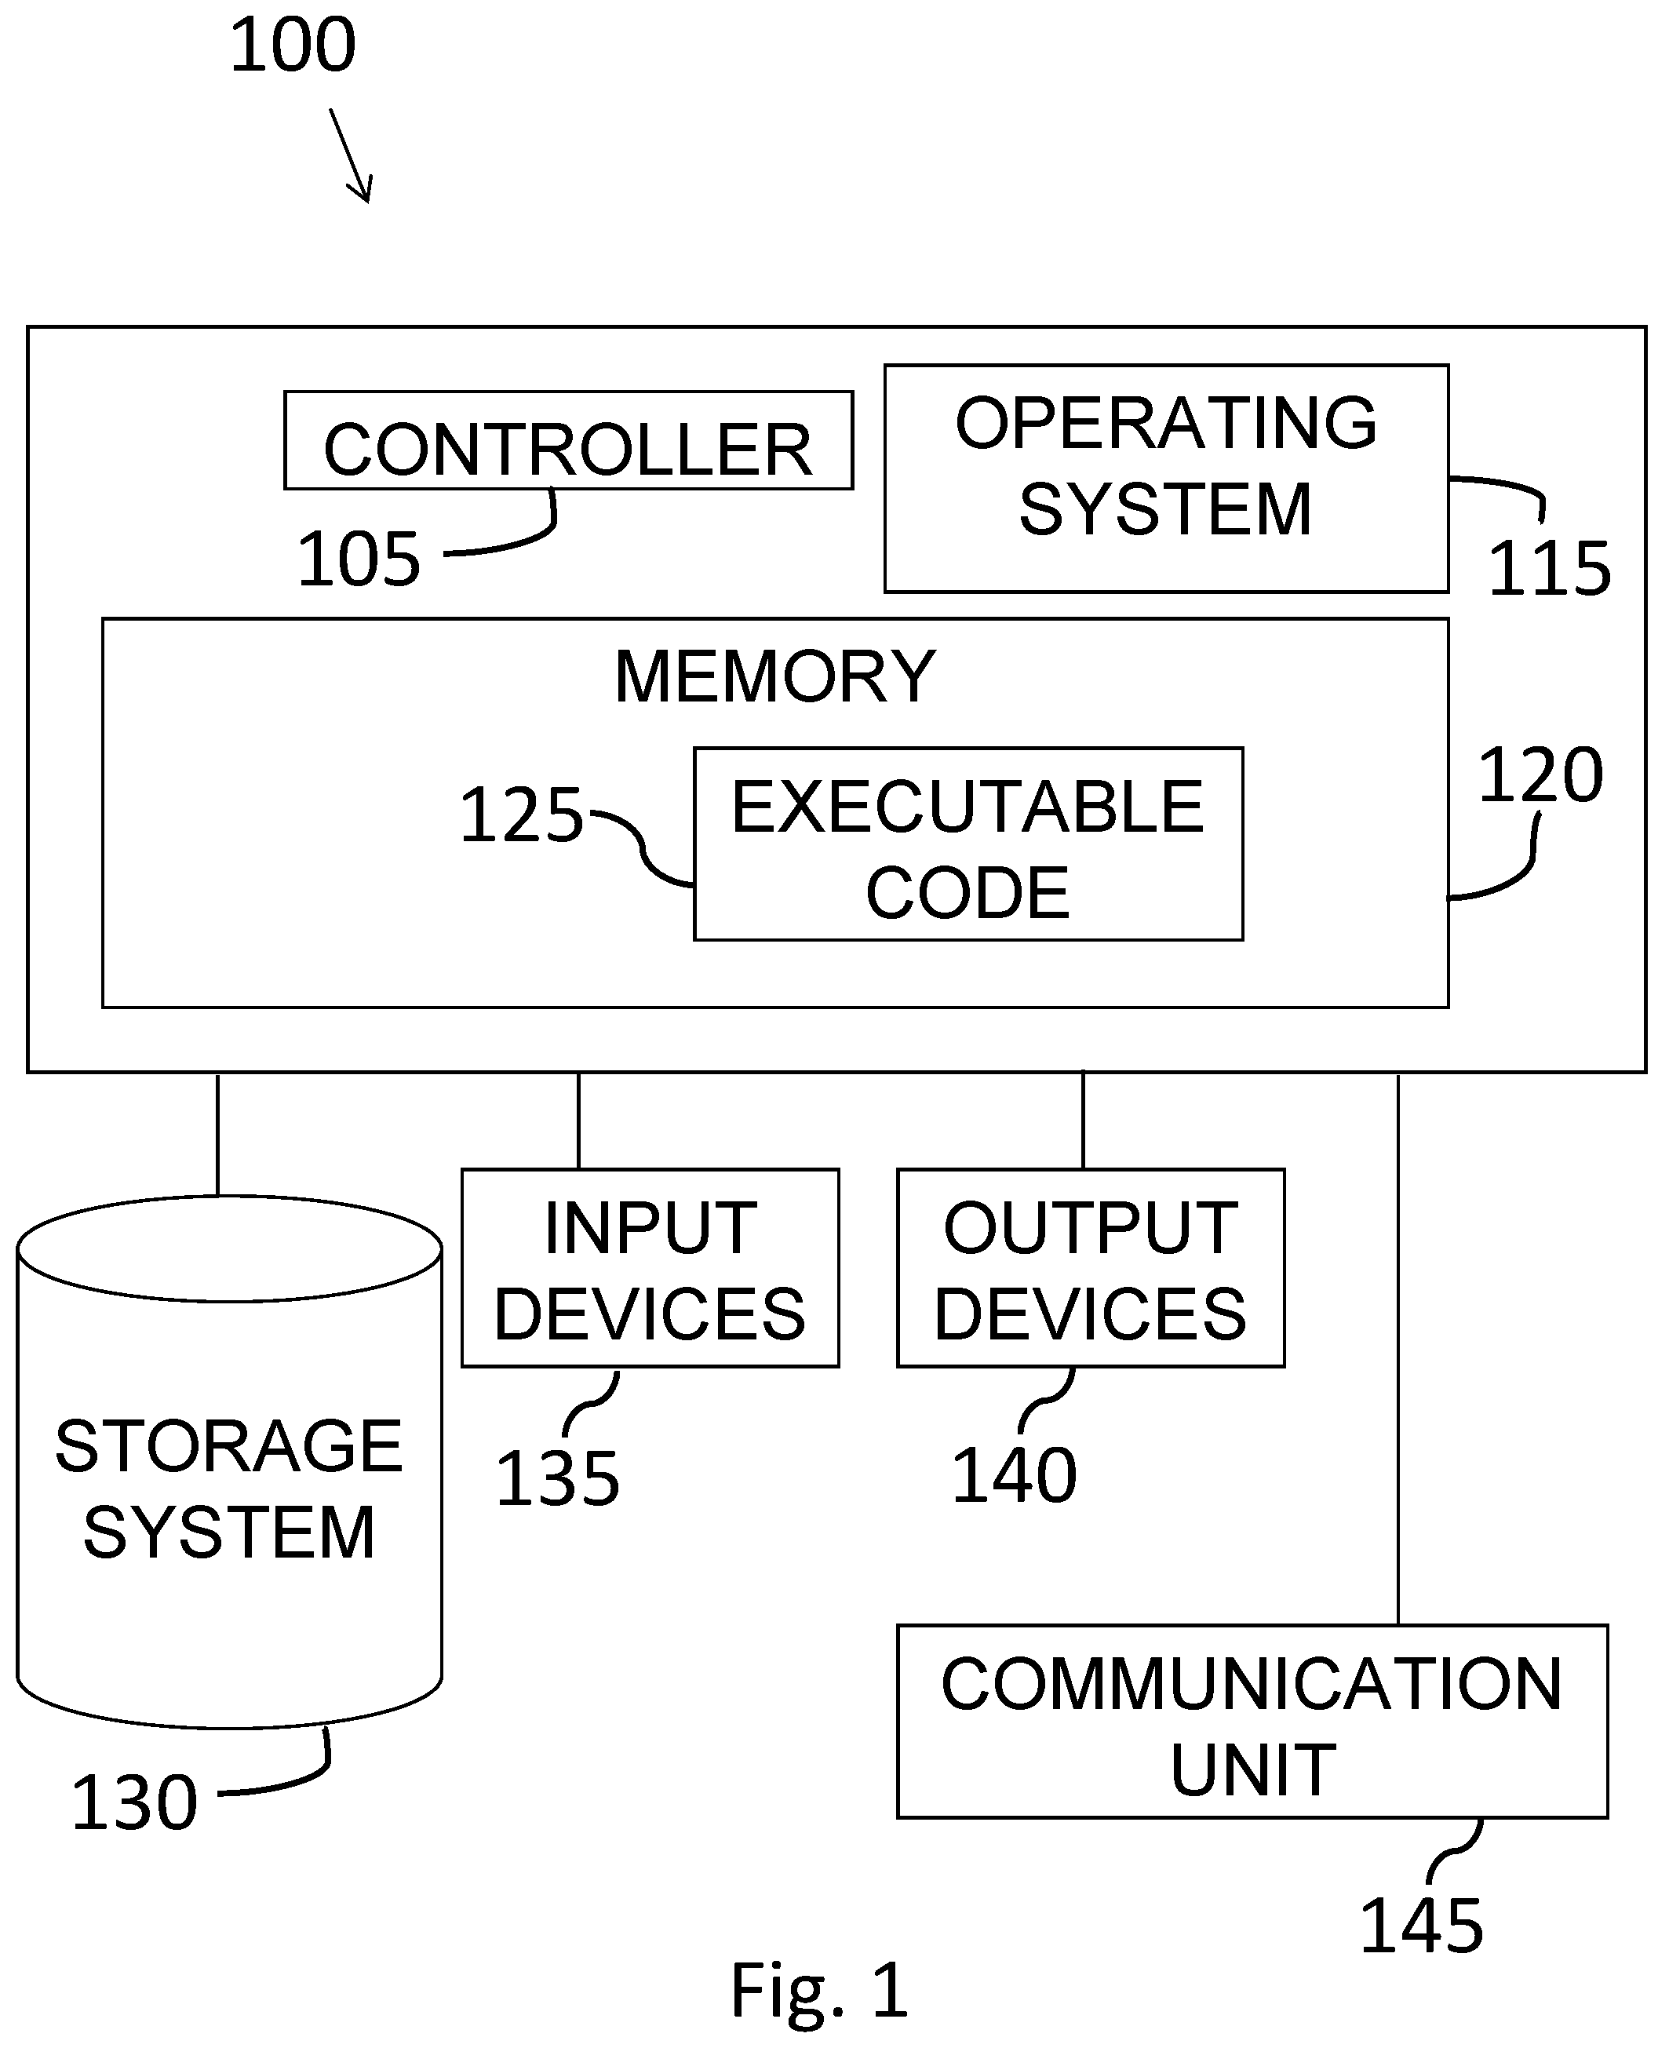 100
CONTROLLER
105
OPERATING
SYSTEM
115
MEMORY
120
125
EXECUTABLE
CODE
STORAGE
SYSTEM
130
INPUT
DEVICES
135
OUTPUT
DEVICES
140
COMMUNICATION
UNIT
145
Fig. 1